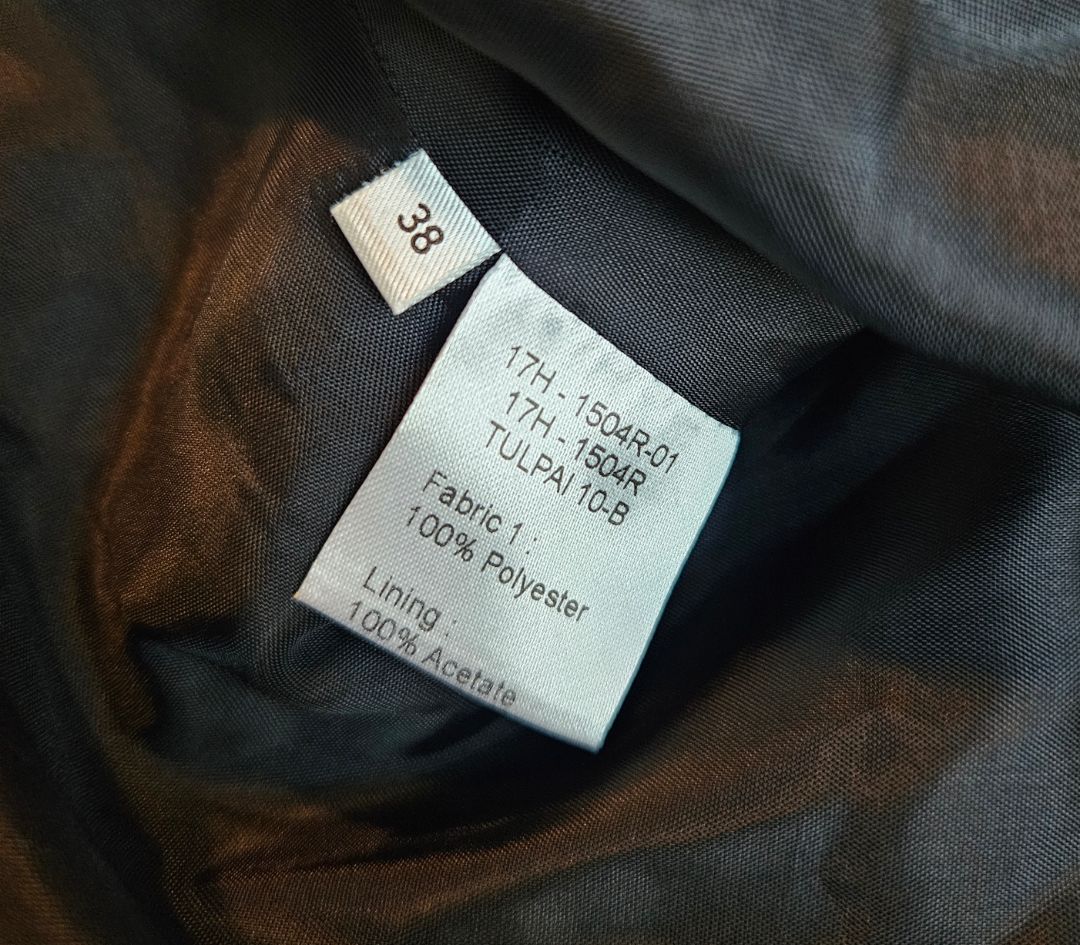 38
17H - 1504R-01
17H - 1504R
TULPAI 10-B
Fabric 1 :
100% Polyester
Lining :
100% Acetate